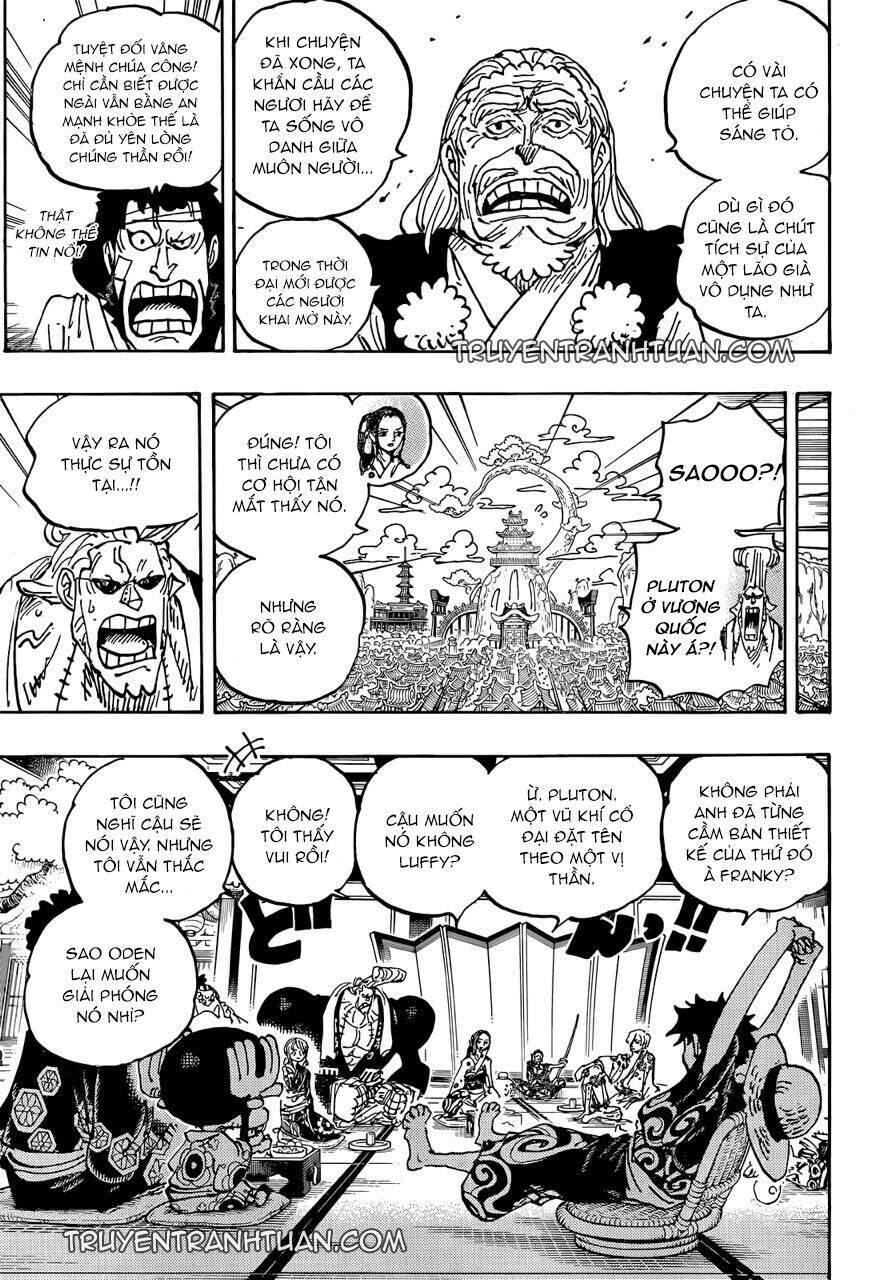 CÓ VÀI
CHUYỆN TA CÓ
THỂ GIÚP
SÁNG TỎ.
DÙ GÌ ĐÓ
CŨNG LÀ CHÚT
TÍCH SỰ CỦA
MỘT LÃO GIÀ
VÔ DỤNG NHƯ
TA.
KHI CHUYỆN
ĐÃ XONG, TA
KHẨN CẦU CÁC
NGƯƠI HÃY ĐỂ
TA SỐNG VÔ
DANH GIỮA
MUÔN NGƯỜI...
TRONG THỜI
ĐẠI MỚI ĐƯỢC
CÁC NGƯƠI
KHAI MỞ NÀY.
TRUYENTRANHTUAN.COM
TUYỆT ĐỐI VÂNG
MỆNH CHÚA CÔNG!
CHỈ CẦN BIẾT ĐƯỢC
NGÀI VẪN BẰNG AN
MẠNH KHỎE THẾ LÀ
ĐÃ ĐỦ YÊN LÒNG
CHÚNG THẦN RỒI!
THẬT
KHÔNG THỂ
TIN NỔI!
SAOOO?!
PLUTON
Ở VƯƠNG
QUỐC
NÀY Á?!
ĐÚNG! TÔI
THÌ CHƯA CÓ
CƠ HỘI TẬN
MẮT THẤY NÓ.
NHƯNG
RÕ RÀNG
LÀ VẬY.
VẬY RA NÓ
THỰC SỰ TỒN
TẠI...!!
KHÔNG PHẢI
ANH ĐÃ TỪNG
CẦM BẢN THIẾT
KẾ CỦA THỨ ĐÓ
À FRANKY?
Ừ. PLUTON.
MỘT VŨ KHÍ CỔ
ĐẠI ĐẶT TÊN
THEO MỘT VỊ
THẦN.
CẬU MUỐN
NÓ KHÔNG
LUFFY?
KHÔNG!
TÔI THẤY
VUI RỒI!
TÔI CŨNG
NGHĨ CẬU SẼ
NÓI VẬY. NHƯNG
TÔI VẪN THẮC
MẮC...
SAO ODEN
LẠI MUỐN
GIẢI PHÓNG
NÓ NHỈ?
ど ん っ!!
TRUYENTRANHTUAN.COM